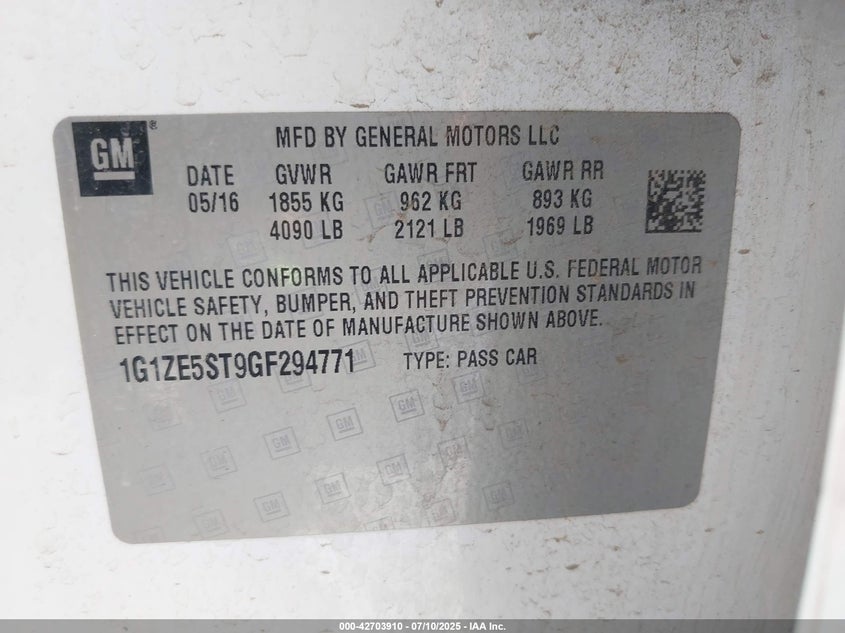 GM ®
MFD BY GENERAL MOTORS LLC
DATE GVWR GAWR FRT GAWR RR
05/16 1855 KG 962 KG 893 KG
4090 LB 2121 LB 1969 LB
THIS VEHICLE CONFORMS TO ALL APPLICABLE U.S. FEDERAL MOTOR
VEHICLE SAFETY, BUMPER, AND THEFT PREVENTION STANDARDS IN
EFFECT ON THE DATE OF MANUFACTURE SHOWN ABOVE.
1G1ZE5ST9GF294771 TYPE: PASS CAR
000-42703910 - 07/10/2025 - IAA Inc.